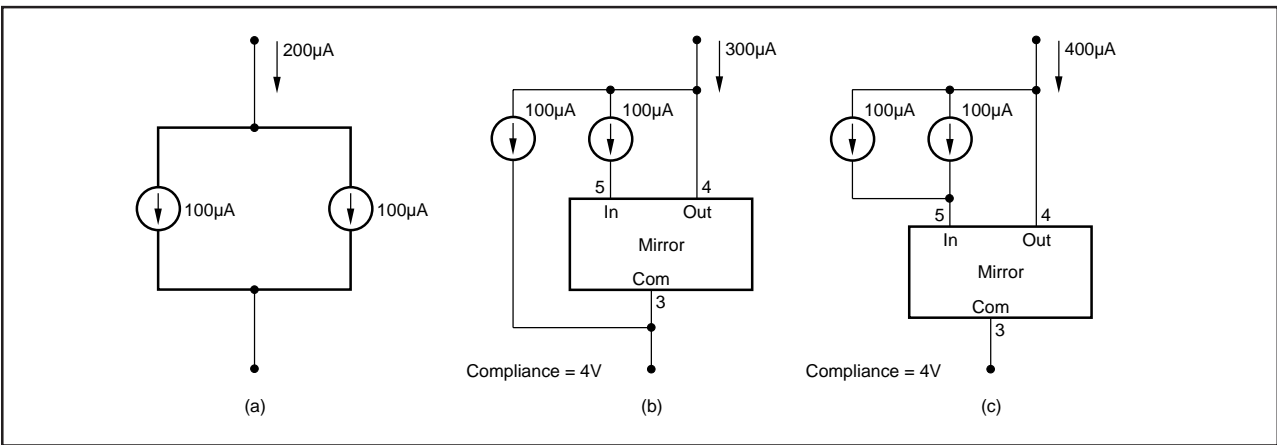 200µA
100µA
100µA
(a)
300µA
100µA
100µA
5
4
In
Out
Mirror
Com
3
Compliance = 4V
(b)
400µA
100µA
100µA
5
4
In
Out
Mirror
Com
3
Compliance = 4V
(c)